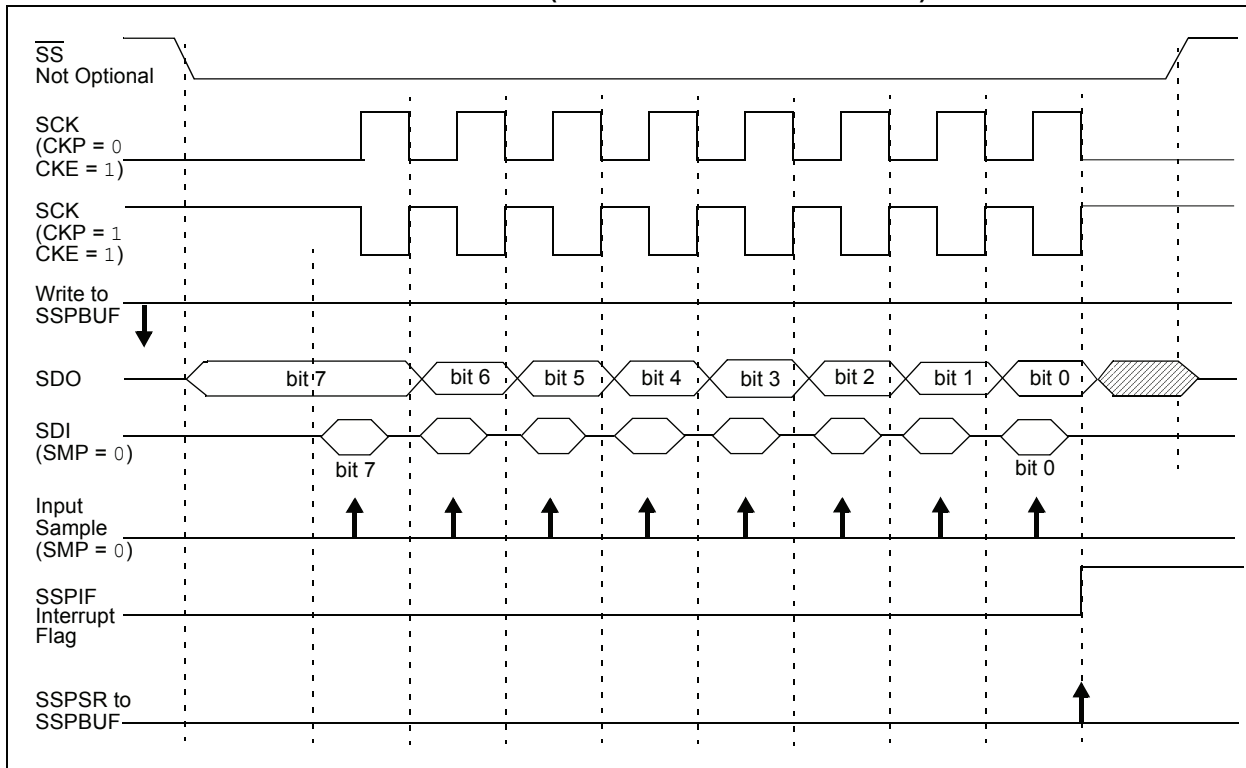 SS
Not Optional
SCK
(CKP = 0
CKE = 1)
SCK
(CKP = 1
CKE = 1)
Write to
SSPBUF
SDO
bit 7 bit 6 bit 5 bit 4 bit 3 bit 2 bit 1 bit 0
SDI
(SMP = 0)
bit 7 bit 0
Input
Sample
(SMP = 0)
SSPIF
Interrupt
Flag
SSPSR to
SSPBUF